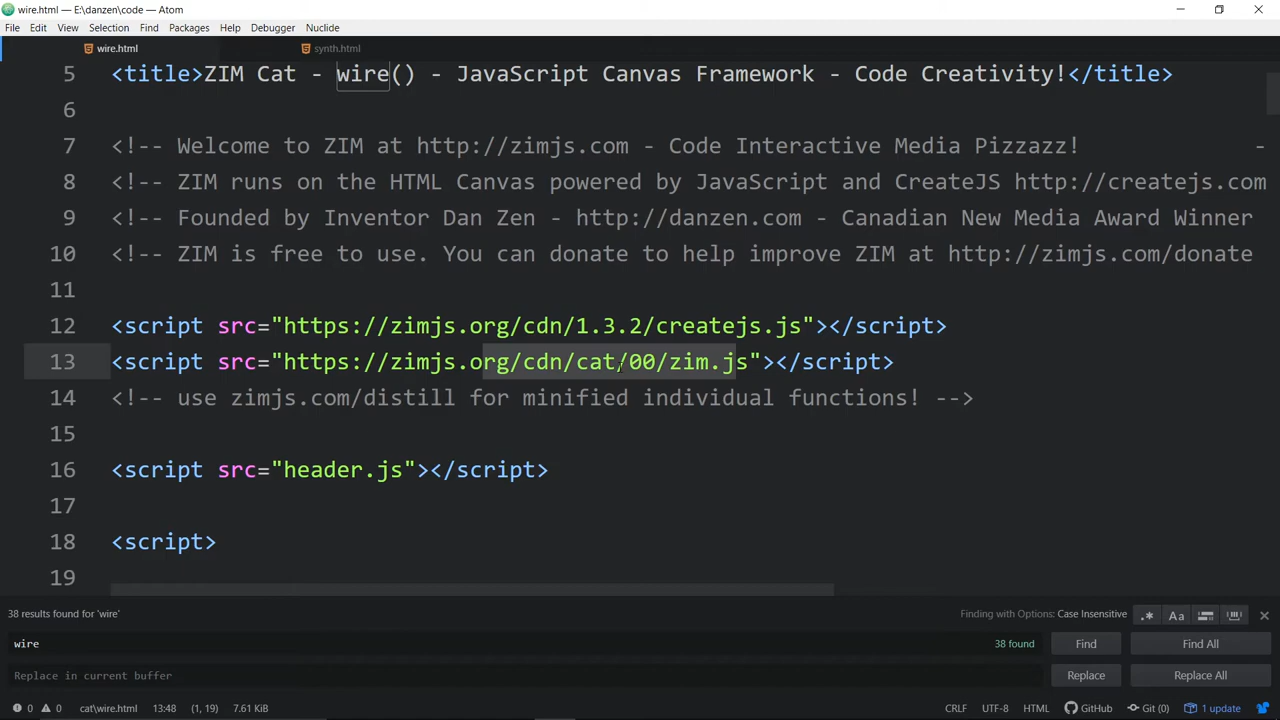 wire.html — E:\danzen\code — Atom
File Edit View Selection Find Packages Help Debugger Nuclide
wire.html synth.html
5 <title>ZIM Cat - wire() - JavaScript Canvas Framework - Code Creativity!</title>
6
7 <!-- Welcome to ZIM at http://zimjs.com - Code Interactive Media Pizzazz! -
8 <!-- ZIM runs on the HTML Canvas powered by JavaScript and CreateJS http://createjs.com
9 <!-- Founded by Inventor Dan Zen - http://danzen.com - Canadian New Media Award Winner
10 <!-- ZIM is free to use. You can donate to help improve ZIM at http://zimjs.com/donate
11
12 <script src="https://zimjs.org/cdn/1.3.2/createjs.js"></script>
13 <script src="https://zimjs.org/cdn/cat/00/zim.js"></script>
14 <!-- use zimjs.com/distill for minified individual functions! -->
15
16 <script src="header.js"></script>
17
18 <script>
19
38 results found for 'wire' Finding with Options: Case Insensitive .* Aa
wire 38 found Find Find All
Replace in current buffer Replace Replace All
0 0 cat\wire.html 13:48 (1, 19) 7.61 KiB CRLF UTF-8 HTML GitHub Git (0) 1 update